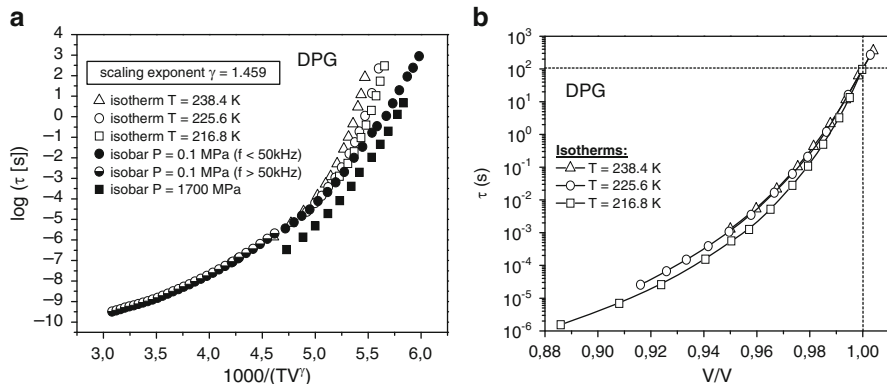 a
DPG
scaling exponent γ = 1.459
isotherm T = 238.4 K
isotherm T = 225.6 K
isotherm T = 216.8 K
isobar P = 0.1 MPa (f < 50kHz)
isobar P = 0.1 MPa (f > 50kHz)
isobar P = 1700 MPa
log (τ [s])
4
3
2
1
0
−0
−1
−2
−3
−4
−5
−6
−7
−8
−9
−10
3,0
3,5
4,0
4,5
5,0
5,5
6,0
1000/(TVᵞ)
b
DPG
Isotherms:
T = 238.4 K
T = 225.6 K
T = 216.8 K
τ (s)
10³
10²
10¹
10⁰
10⁻¹
10⁻²
10⁻³
10⁻⁴
10⁻⁵
10⁻⁶
0,88
0,90
0,92
0,94
0,96
0,98
1,00
V/V